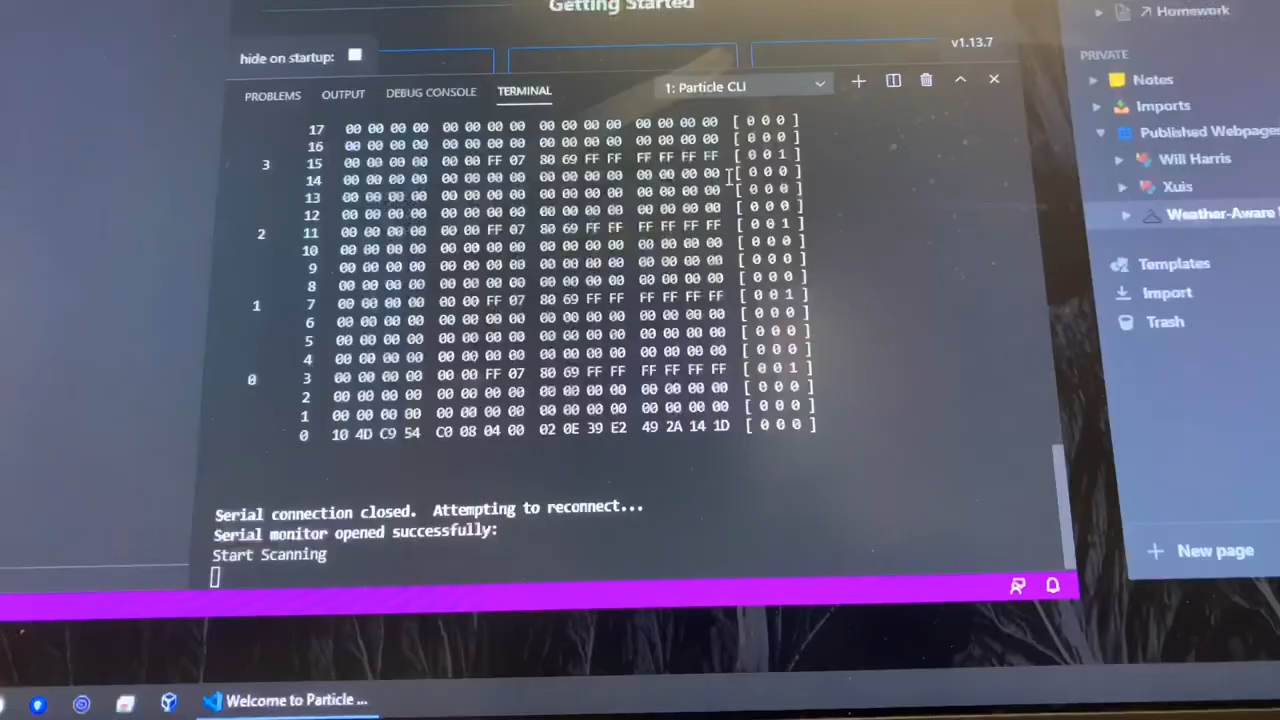 Getting Started
hide on startup:
v1.13.7
PROBLEMS OUTPUT DEBUG CONSOLE TERMINAL 1: Particle CLI
17 00 00 00 00 00 00 00 00 00 00 00 00 00 00 00 00 [ 0 0 0 ]
16 00 00 00 00 00 00 00 00 00 00 00 00 00 00 00 00 [ 0 0 0 ]
3 15 00 00 00 00 00 00 FF 07 80 69 FF FF FF FF FF FF [ 0 0 1 ]
14 00 00 00 00 00 00 00 00 00 00 00 00 00 00 00 00 [ 0 0 0 ]
13 00 00 00 00 00 00 00 00 00 00 00 00 00 00 00 00 [ 0 0 0 ]
12 00 00 00 00 00 00 00 00 00 00 00 00 00 00 00 00 [ 0 0 0 ]
2 11 00 00 00 00 00 00 FF 07 80 69 FF FF FF FF FF FF [ 0 0 1 ]
10 00 00 00 00 00 00 00 00 00 00 00 00 00 00 00 00 [ 0 0 0 ]
9 00 00 00 00 00 00 00 00 00 00 00 00 00 00 00 00 [ 0 0 0 ]
8 00 00 00 00 00 00 00 00 00 00 00 00 00 00 00 00 [ 0 0 0 ]
1 7 00 00 00 00 00 00 FF 07 80 69 FF FF FF FF FF FF [ 0 0 1 ]
6 00 00 00 00 00 00 00 00 00 00 00 00 00 00 00 00 [ 0 0 0 ]
5 00 00 00 00 00 00 00 00 00 00 00 00 00 00 00 00 [ 0 0 0 ]
4 00 00 00 00 00 00 00 00 00 00 00 00 00 00 00 00 [ 0 0 0 ]
0 3 00 00 00 00 00 00 FF 07 80 69 FF FF FF FF FF FF [ 0 0 1 ]
2 00 00 00 00 00 00 00 00 00 00 00 00 00 00 00 00 [ 0 0 0 ]
1 00 00 00 00 00 00 00 00 00 00 00 00 00 00 00 00 [ 0 0 0 ]
0 10 4D C9 54 C0 08 04 00 02 0E 39 E2 49 2A 14 1D [ 0 0 0 ]
Serial connection closed. Attempting to reconnect...
Serial monitor opened successfully:
Start Scanning
Welcome to Particle ...
Homework
PRIVATE
Notes
Imports
Published Webpages
Will Harris
Xuis
Weather-Aware
Templates
Import
Trash
+ New page